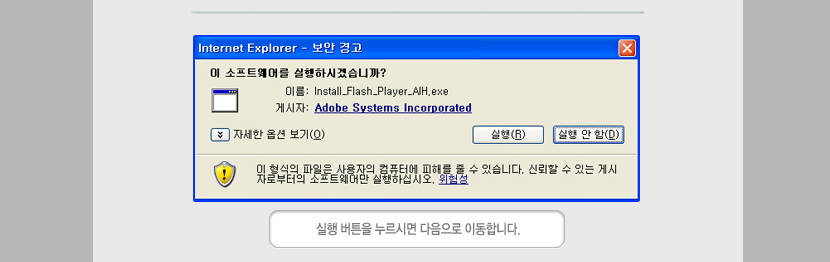 Internet Explorer - 보안 경고
이 소프트웨어를 실행하시겠습니까?
이름: Install_Flash_Player_AIH.exe
게시자: Adobe Systems Incorporated
자세한 옵션 보기(O) 실행(R) 실행 안 함(D)
이 형식의 파일은 사용자의 컴퓨터에 피해를 줄 수 있습니다. 신뢰할 수 있는 게시
자로부터의 소프트웨어만 실행하십시오. 위험성
실행 버튼을 누르시면 다음으로 이동합니다.